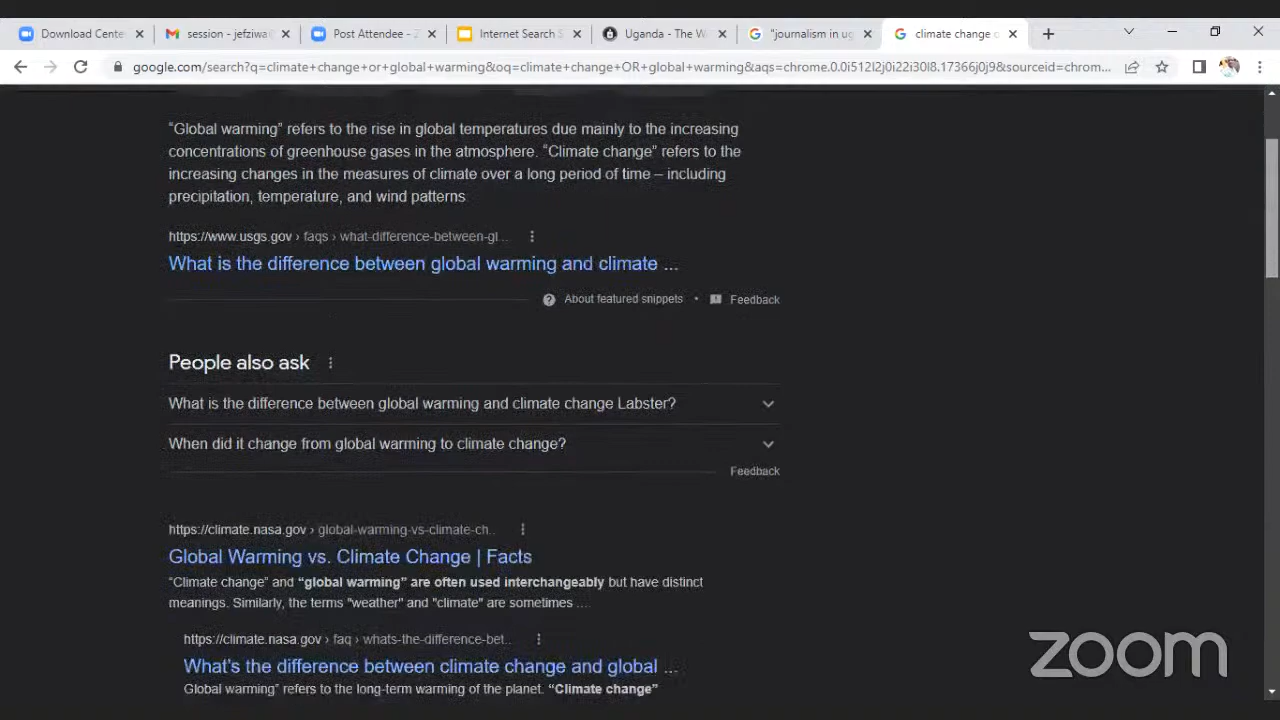 Download Cente
session - jefziwa
Post Attendee - Z
Internet Search S
Uganda - The W
"journalism in ug
climate change o
google.com/search?q=climate+change+or+global+warming&oq=climate+change+OR+global+warming&aqs=chrome.0.0i512l2j0i22i30l8.17366j0j9&sourceid=chrom...
“Global warming” refers to the rise in global temperatures due mainly to the increasing
concentrations of greenhouse gases in the atmosphere. “Climate change” refers to the
increasing changes in the measures of climate over a long period of time – including
precipitation, temperature, and wind patterns
https://www.usgs.gov › faqs › what-difference-between-gl...
What is the difference between global warming and climate ...
About featured snippets • Feedback
People also ask
What is the difference between global warming and climate change Labster?
When did it change from global warming to climate change?
Feedback
https://climate.nasa.gov › global-warming-vs-climate-ch...
Global Warming vs. Climate Change | Facts
“Climate change” and “global warming” are often used interchangeably but have distinct
meanings. Similarly, the terms "weather" and "climate" are sometimes ...
https://climate.nasa.gov › faq › whats-the-difference-bet...
What's the difference between climate change and global ...
Global warming” refers to the long-term warming of the planet. “Climate change”
zoom